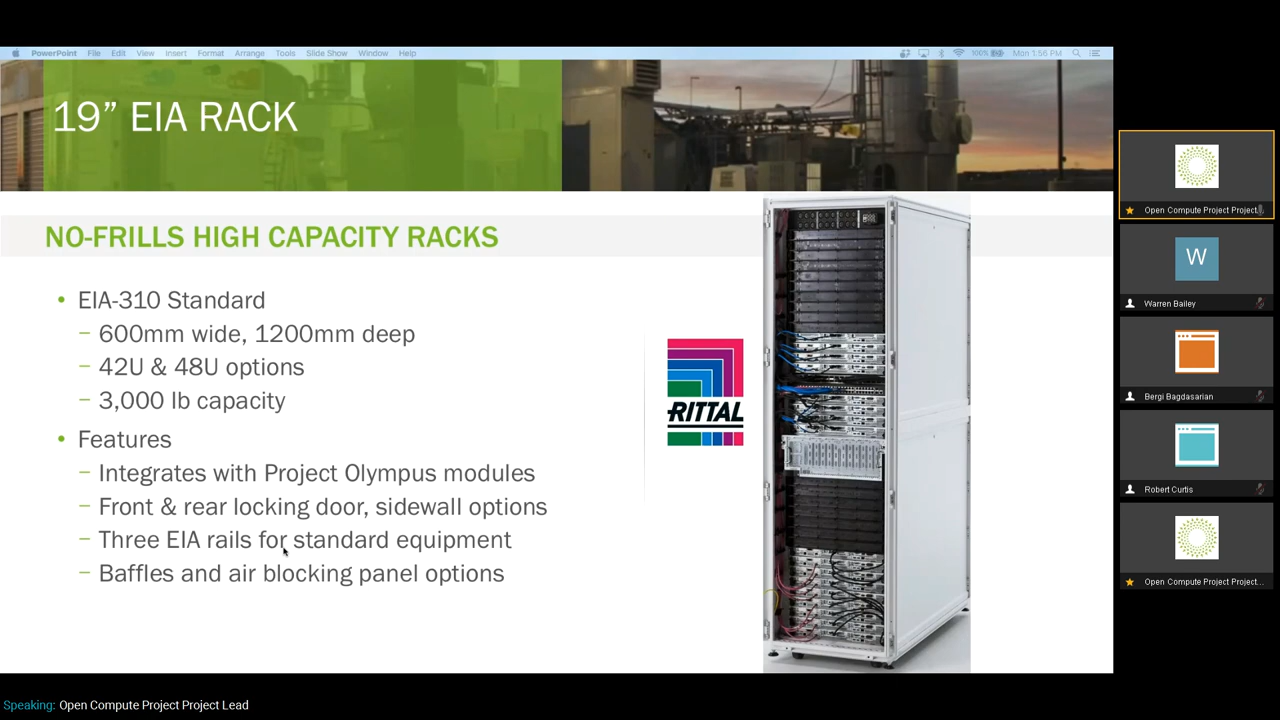 PowerPoint File Edit View Insert Format Arrange Tools Slide Show Window Help
100% Mon 1:56 PM
19” EIA RACK
NO-FRILLS HIGH CAPACITY RACKS
• EIA-310 Standard
– 600mm wide, 1200mm deep
– 42U & 48U options
– 3,000 lb capacity
• Features
– Integrates with Project Olympus modules
– Front & rear locking door, sidewall options
– Three EIA rails for standard equipment
– Baffles and air blocking panel options
RITTAL
Open Compute Project Project
W
Warren Bailey
Bergi Bagdasarian
Robert Curtis
Open Compute Project Project...
Speaking: Open Compute Project Project Lead